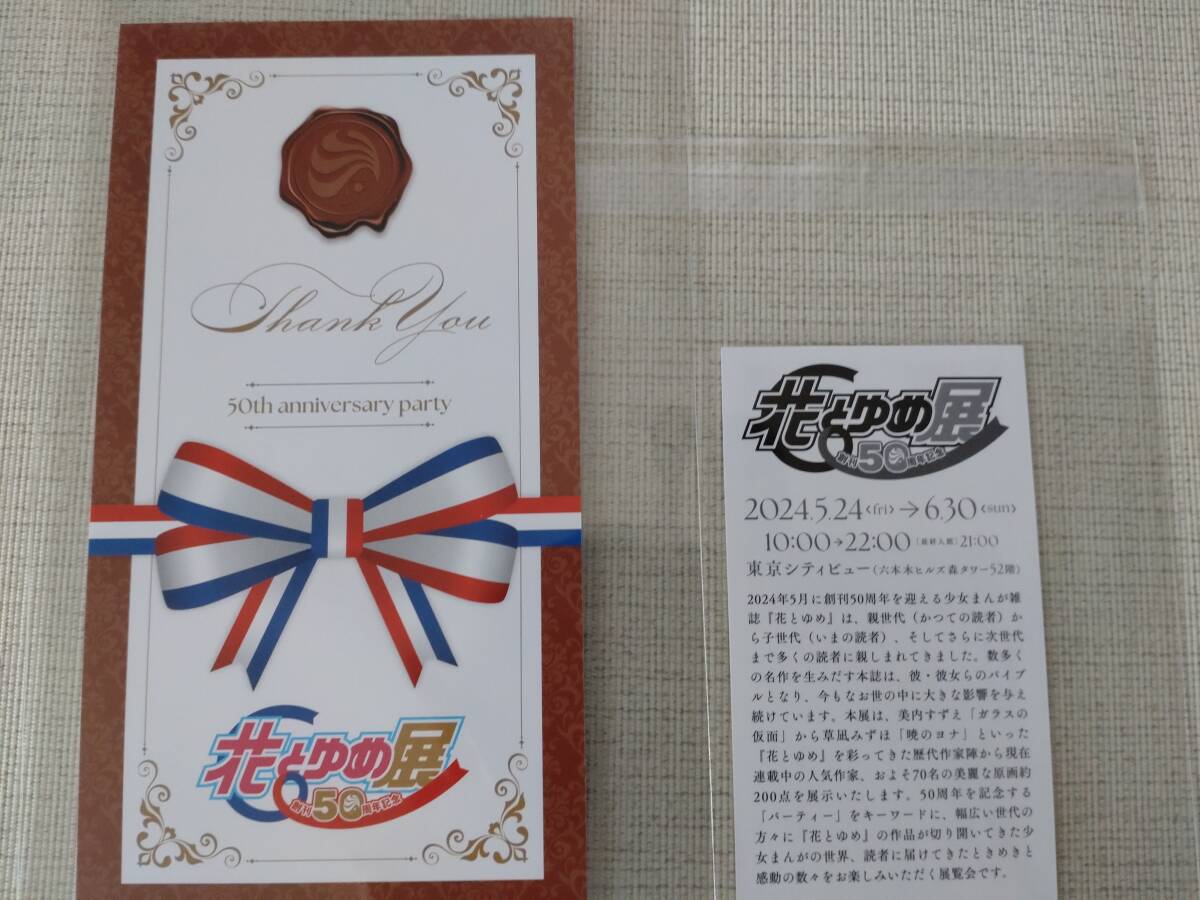 Thank You
50th anniversary party
花とゆめ展
創刊50周年記念
花とゆめ展
創刊50周年記念
2024.5.24<fri>→6.30<sun>
10:00→22:00［最終入館］21:00
東京シティビュー（六本木ヒルズ森タワー52階）
2024年5月に創刊50周年を迎える少女まんが雑
誌『花とゆめ』は、親世代（かつての読者）か
ら子世代（いまの読者）、そしてさらに次世代
まで多くの読者に親しまれてきました。数多く
の名作を生みだす本誌は、彼・彼女らのバイブ
ルとなり、今もなお世の中に大きな影響を与え
続けています。本展は、美内すずえ「ガラスの
仮面」から草凪みずほ「暁のヨナ」といった
『花とゆめ』を彩ってきた歴代作家陣から現在
連載中の人気作家、およそ70名の美麗な原画約
200点を展示いたします。50周年を記念する
「パーティー」をキーワードに、幅広い世代の
方々に『花とゆめ』の作品が切り開いてきた少
女まんがの世界、読者に届けてきたときめきと
感動の数々をお楽しみいただく展覧会です。